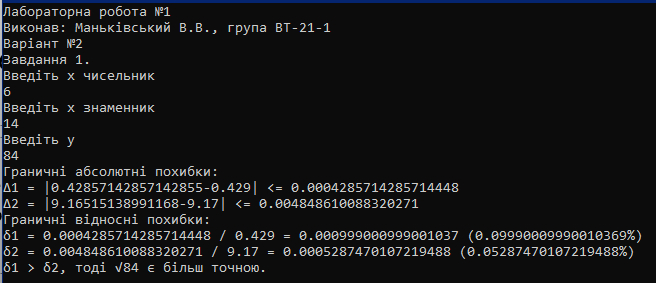 Лабораторна робота №1
Виконав: Маньківський В.В., група ВТ-21-1
Варіант №2
Завдання 1.
Введіть x чисельник
6
Введіть x знаменник
14
Введіть y
84
Граничні абсолютні похибки:
Δ1 = |0.42857142857142855-0.429| <= 0.0004285714285714448
Δ2 = |9.16515138991168-9.17| <= 0.004848610088320271
Граничні відносні похибки:
δ1 = 0.0004285714285714448 / 0.429 = 0.000999000999001037 (0.09990009990010369%)
δ2 = 0.004848610088320271 / 9.17 = 0.0005287470107219488 (0.05287470107219488%)
δ1 > δ2, тоді √84 є більш точною.